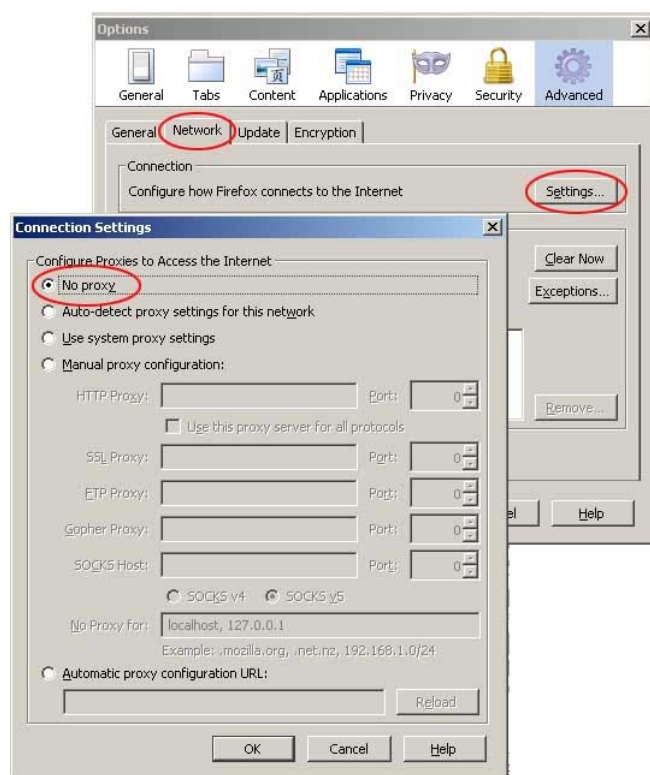 Options
General Tabs Content Applications Privacy Security Advanced
General Network Update Encryption
Connection
Configure how Firefox connects to the Internet Settings...
Clear Now
Exceptions...
Remove...
Help
Connection Settings
Configure Proxies to Access the Internet
No proxy
Auto-detect proxy settings for this network
Use system proxy settings
Manual proxy configuration:
HTTP Proxy: Port: 0
Use this proxy server for all protocols
SSL Proxy: Port: 0
FTP Proxy: Port: 0
Gopher Proxy: Port: 0
SOCKS Host: Port: 0
SOCKS v4 SOCKS v5
No Proxy for: localhost, 127.0.0.1
Example: .mozilla.org, .net.nz, 192.168.1.0/24
Automatic proxy configuration URL:
Reload
OK Cancel Help